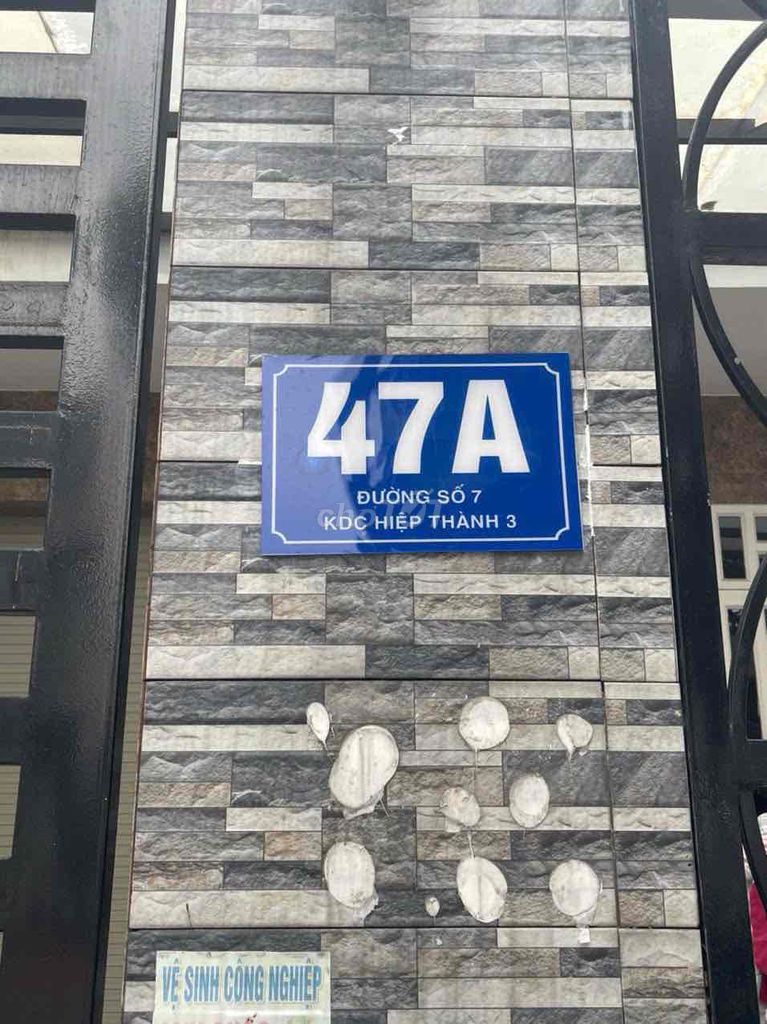 47A
ĐƯỜNG SỐ 7
KDC HIỆP THÀNH 3
VỆ SINH CÔNG NGHIỆP